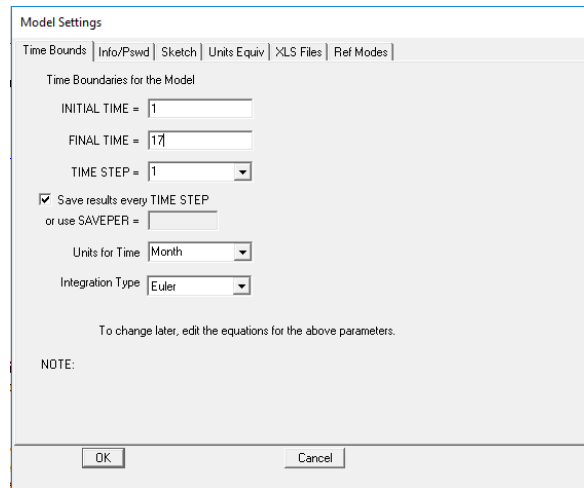 Model Settings
Time Bounds Info/Pswd Sketch Units Equiv XLS Files Ref Modes
Time Boundaries for the Model
INITIAL TIME = 1
FINAL TIME = 17
TIME STEP = 1
Save results every TIME STEP
or use SAVEPER =
Units for Time Month
Integration Type Euler
To change later, edit the equations for the above parameters.
NOTE:
OK Cancel